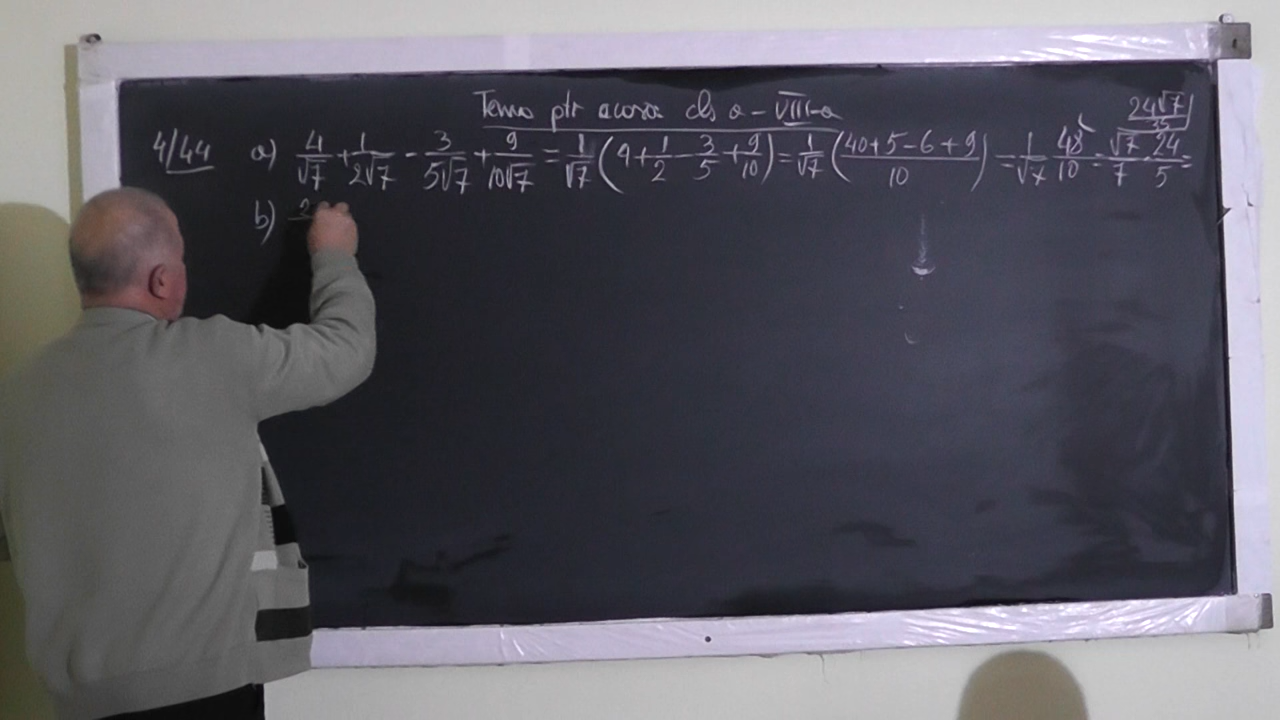 Tema ptr acasa cls a-VIII-a
4/44 a) 4/√7 + 1/2√7 - 3/5√7 + 9/10√7 = 1/√7 (4 + 1/2 - 3/5 + 9/10) = 1/√7 ((40+5-6+9)/10) = 1/√7 · 48/10 = √7/7 · 24/5 = 24√7/35
b) 2